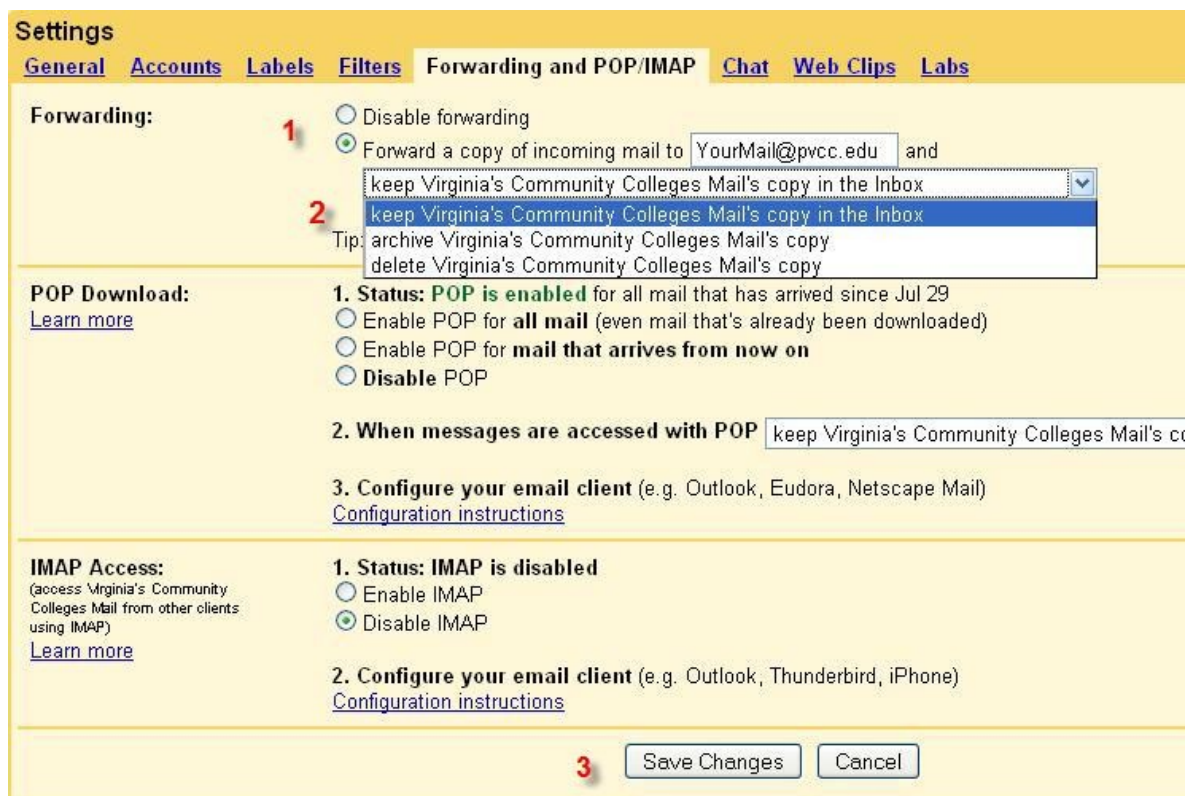 Settings
General Accounts Labels Filters Forwarding and POP/IMAP Chat Web Clips Labs
Forwarding:
1
Disable forwarding
Forward a copy of incoming mail to YourMail@pvcc.edu and
keep Virginia's Community Colleges Mail's copy in the Inbox
2
keep Virginia's Community Colleges Mail's copy in the Inbox
Tip: archive Virginia's Community Colleges Mail's copy
delete Virginia's Community Colleges Mail's copy
POP Download:
Learn more
1. Status: POP is enabled for all mail that has arrived since Jul 29
Enable POP for all mail (even mail that's already been downloaded)
Enable POP for mail that arrives from now on
Disable POP
2. When messages are accessed with POP keep Virginia's Community Colleges Mail's
3. Configure your email client (e.g. Outlook, Eudora, Netscape Mail)
Configuration instructions
IMAP Access:
(access Virginia's Community
Colleges Mail from other clients
using IMAP)
Learn more
1. Status: IMAP is disabled
Enable IMAP
Disable IMAP
2. Configure your email client (e.g. Outlook, Thunderbird, iPhone)
Configuration instructions
3
Save Changes Cancel